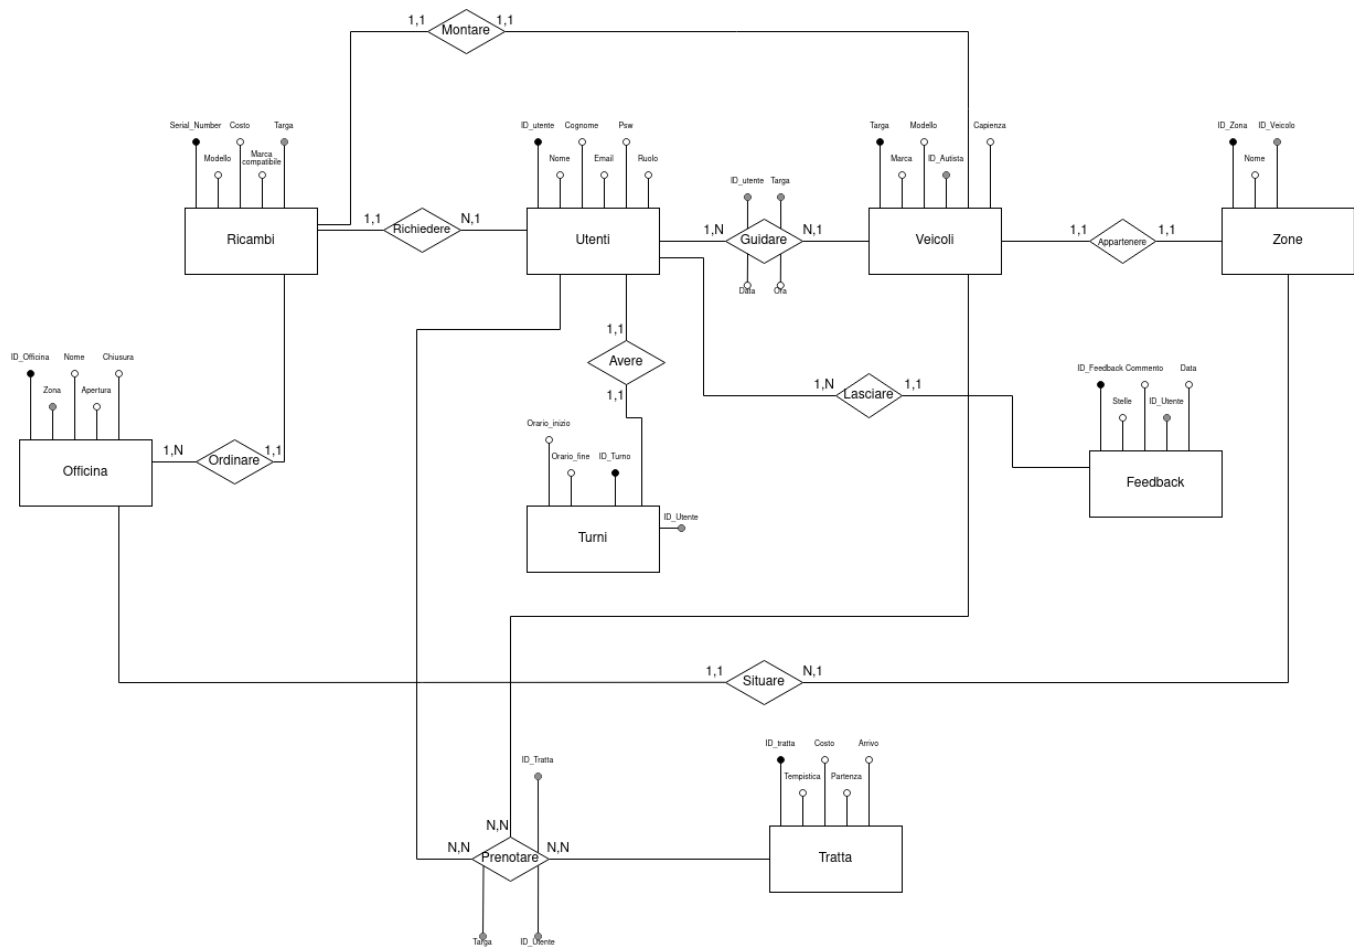 1,1
Montare
1,1
Serial_Number
Costo
Targa
Modello
Marca
compatibile
ID_utente
Cognome
Psw
Nome
Email
Ruolo
Targa
Modello
Capienza
Marca
ID_Autista
ID_Zona
ID_Veicolo
Nome
ID_utente
Targa
Ricambi
1,1
Richiedere
N,1
Utenti
1,N
Guidare
N,1
Veicoli
1,1
Appartenere
1,1
Zone
Data
Ora
1,1
Avere
1,1
ID_Officina
Nome
Chiusura
Zona
Apertura
1,N
Lasciare
1,1
ID_Feedback
Commento
Data
Stelle
ID_Utente
Officina
1,N
Ordinare
1,1
Orario_inizio
Orario_fine
ID_Turno
ID_Utente
Turni
Feedback
1,1
Situare
N,1
ID_Tratta
ID_tratta
Costo
Arrivo
Tempistica
Partenza
N,N
N,N
Prenotare
N,N
Tratta
Targa
ID_Utente